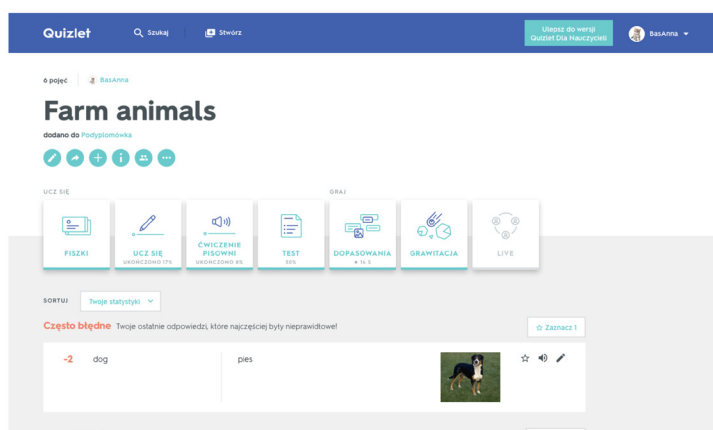 Quizlet
Szukaj
Stwórz
Ulepsz do wersji
Quizlet Dla Nauczycieli
BasAnna
6 pojęć
BasAnna
Farm animals
dodano do Podyplomówka
UCZ SIĘ
GRAJ
FISZKI
UCZ SIĘ
UKOŃCZONO 17%
ĆWICZENIE
PISOWNI
UKOŃCZONO 8%
TEST
50%
DOPASOWANIA
16 S
GRAWITACJA
LIVE
SORTUJ
Twoje statystyki
Często błędne Twoje ostatnie odpowiedzi, które najczęściej były nieprawidłowe!
Zaznacz 1
-2 dog pies